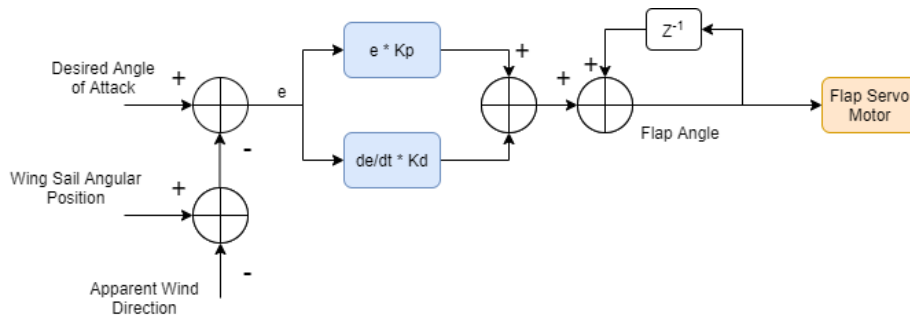 Z⁻¹
+
e * Kp
+
Desired Angle
of Attack
+
+
+
e
Flap Servo
Motor
Flap Angle
-
de/dt * Kd
Wing Sail Angular
Position
+
-
Apparent Wind
Direction